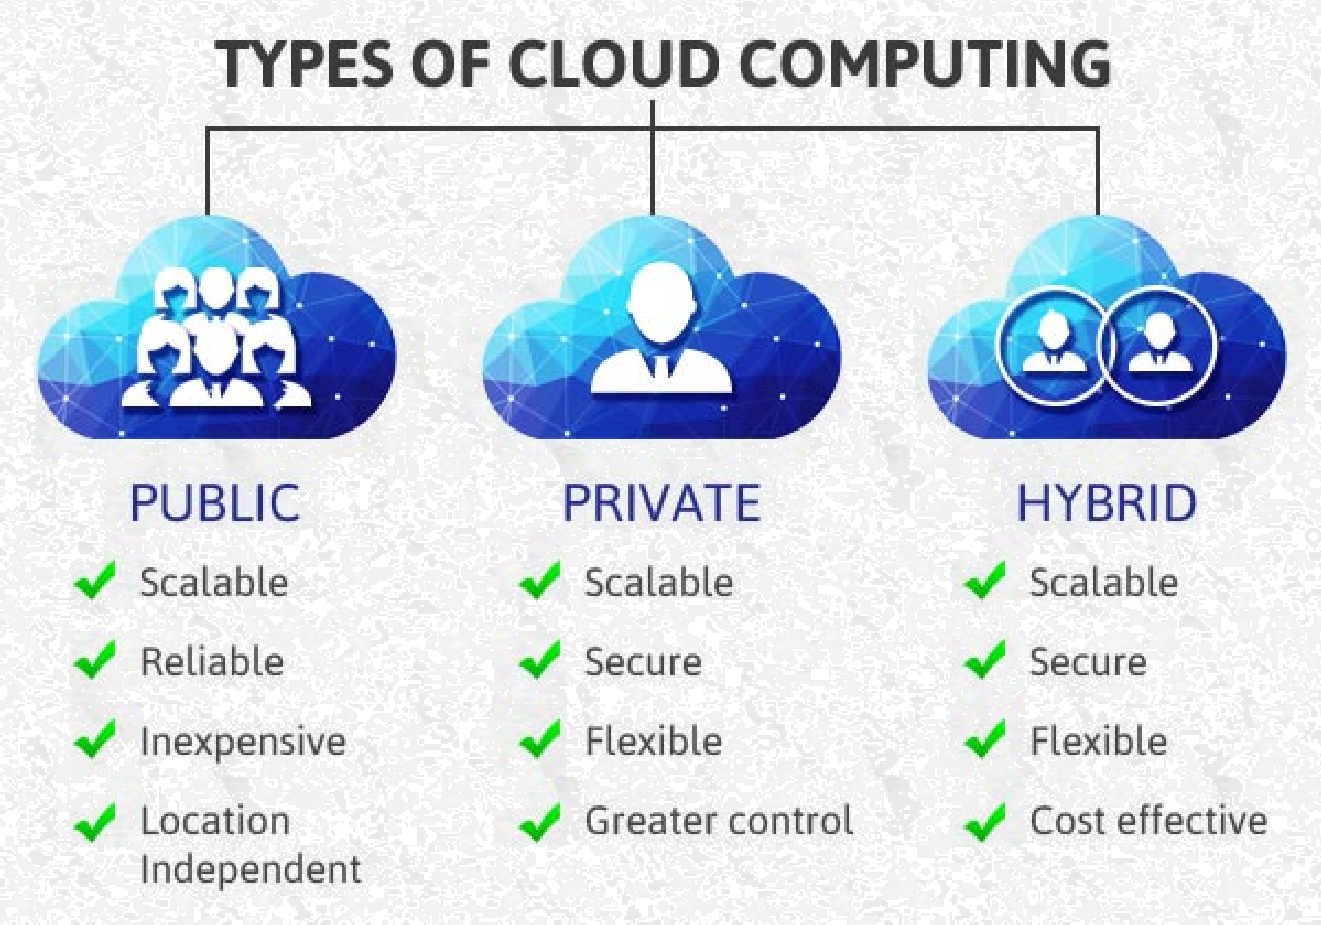 TYPES OF CLOUD COMPUTING
PUBLIC
Scalable
Reliable
Inexpensive
Location
Independent
PRIVATE
Scalable
Secure
Flexible
Greater control
HYBRID
Scalable
Secure
Flexible
Cost effective